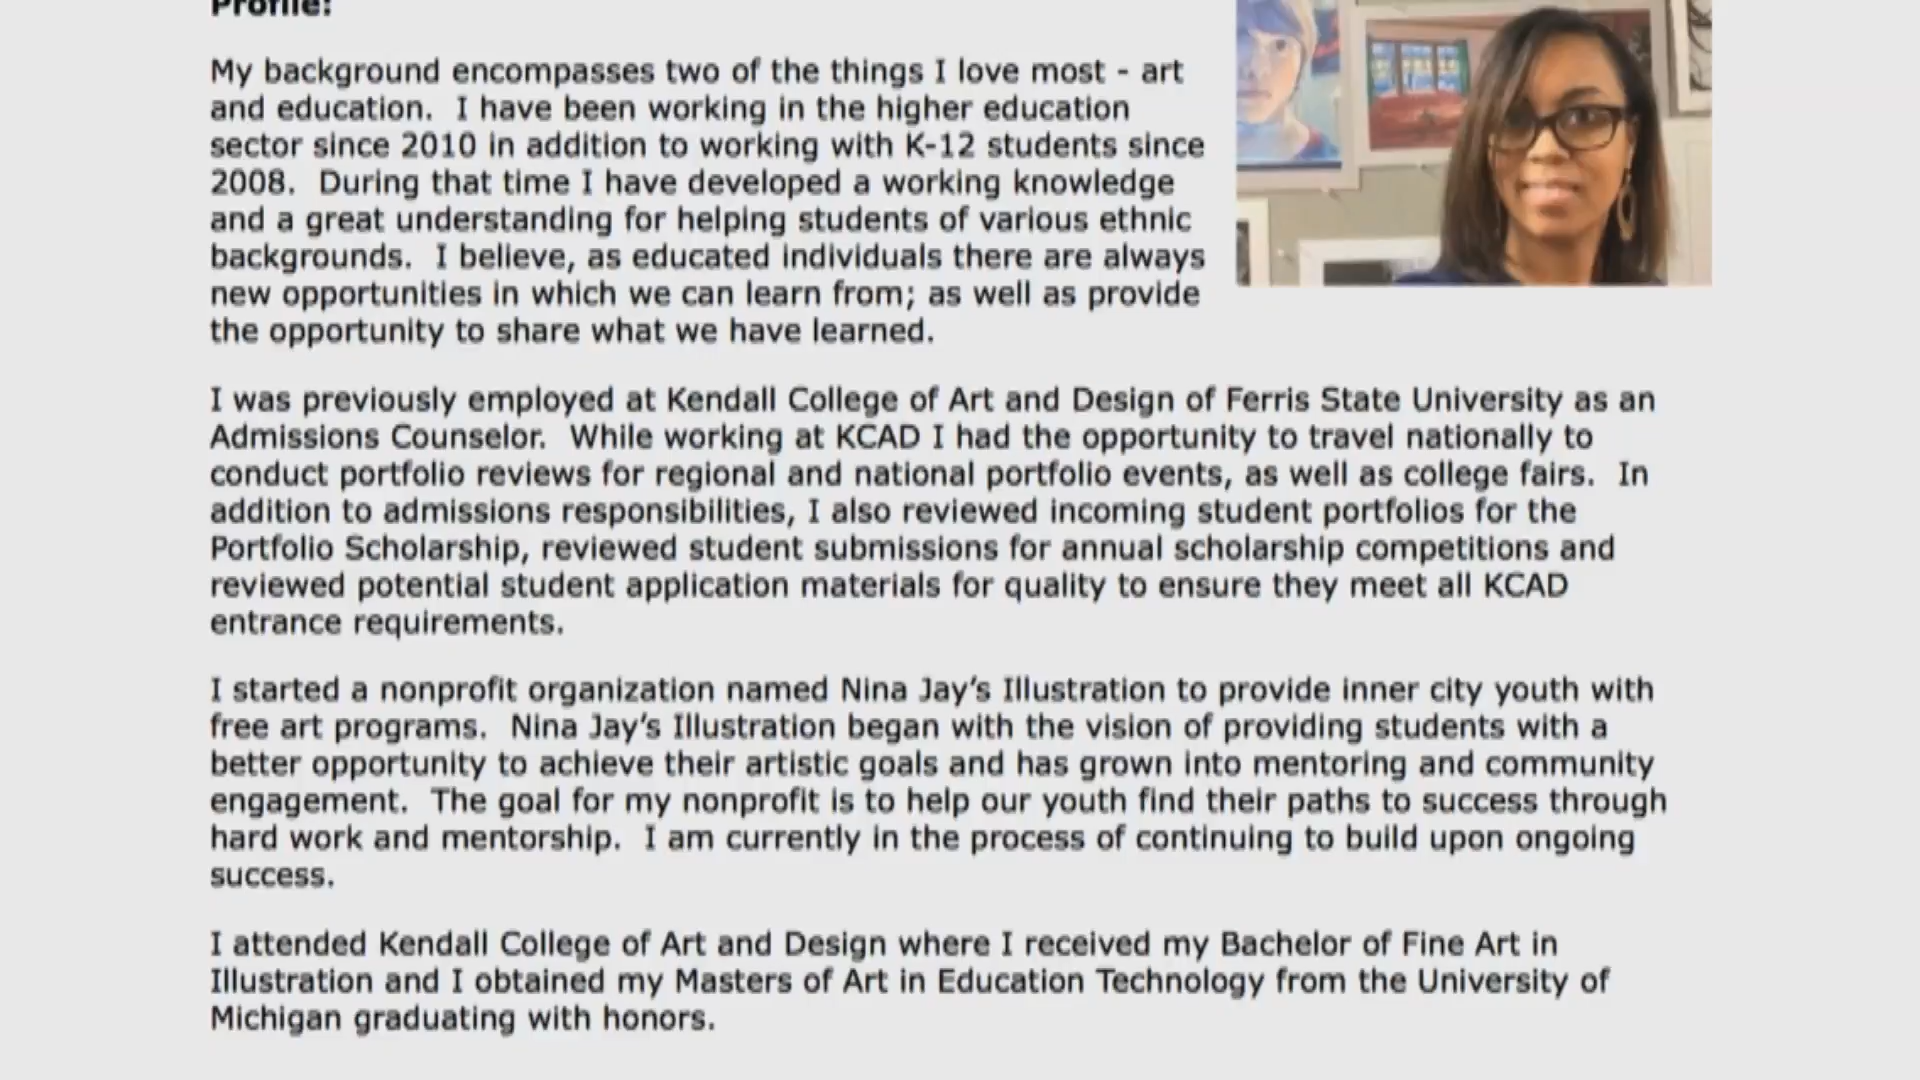 Profile:
My background encompasses two of the things I love most - art
and education.  I have been working in the higher education
sector since 2010 in addition to working with K-12 students since
2008.  During that time I have developed a working knowledge
and a great understanding for helping students of various ethnic
backgrounds.  I believe, as educated individuals there are always
new opportunities in which we can learn from; as well as provide
the opportunity to share what we have learned.
I was previously employed at Kendall College of Art and Design of Ferris State University as an
Admissions Counselor.  While working at KCAD I had the opportunity to travel nationally to
conduct portfolio reviews for regional and national portfolio events, as well as college fairs.  In
addition to admissions responsibilities, I also reviewed incoming student portfolios for the
Portfolio Scholarship, reviewed student submissions for annual scholarship competitions and
reviewed potential student application materials for quality to ensure they meet all KCAD
entrance requirements.
I started a nonprofit organization named Nina Jay’s Illustration to provide inner city youth with
free art programs.  Nina Jay’s Illustration began with the vision of providing students with a
better opportunity to achieve their artistic goals and has grown into mentoring and community
engagement.  The goal for my nonprofit is to help our youth find their paths to success through
hard work and mentorship.  I am currently in the process of continuing to build upon ongoing
success.
I attended Kendall College of Art and Design where I received my Bachelor of Fine Art in
Illustration and I obtained my Masters of Art in Education Technology from the University of
Michigan graduating with honors.